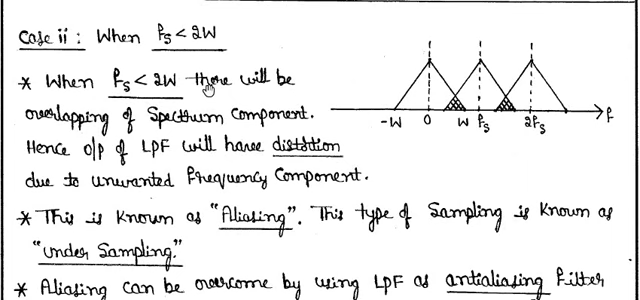 Case ii : When fs < 2W
* When fs < 2W there will be
overlapping of Spectrum Component.
Hence o/p of LPF will have distotion
due to unwanted frequency Component.
-W 0 W fs 2fs f
* This is known as "Aliasing". This type of Sampling is known as
"under Sampling."
* Aliasing can be overcome by using LPF as antialiasing filter